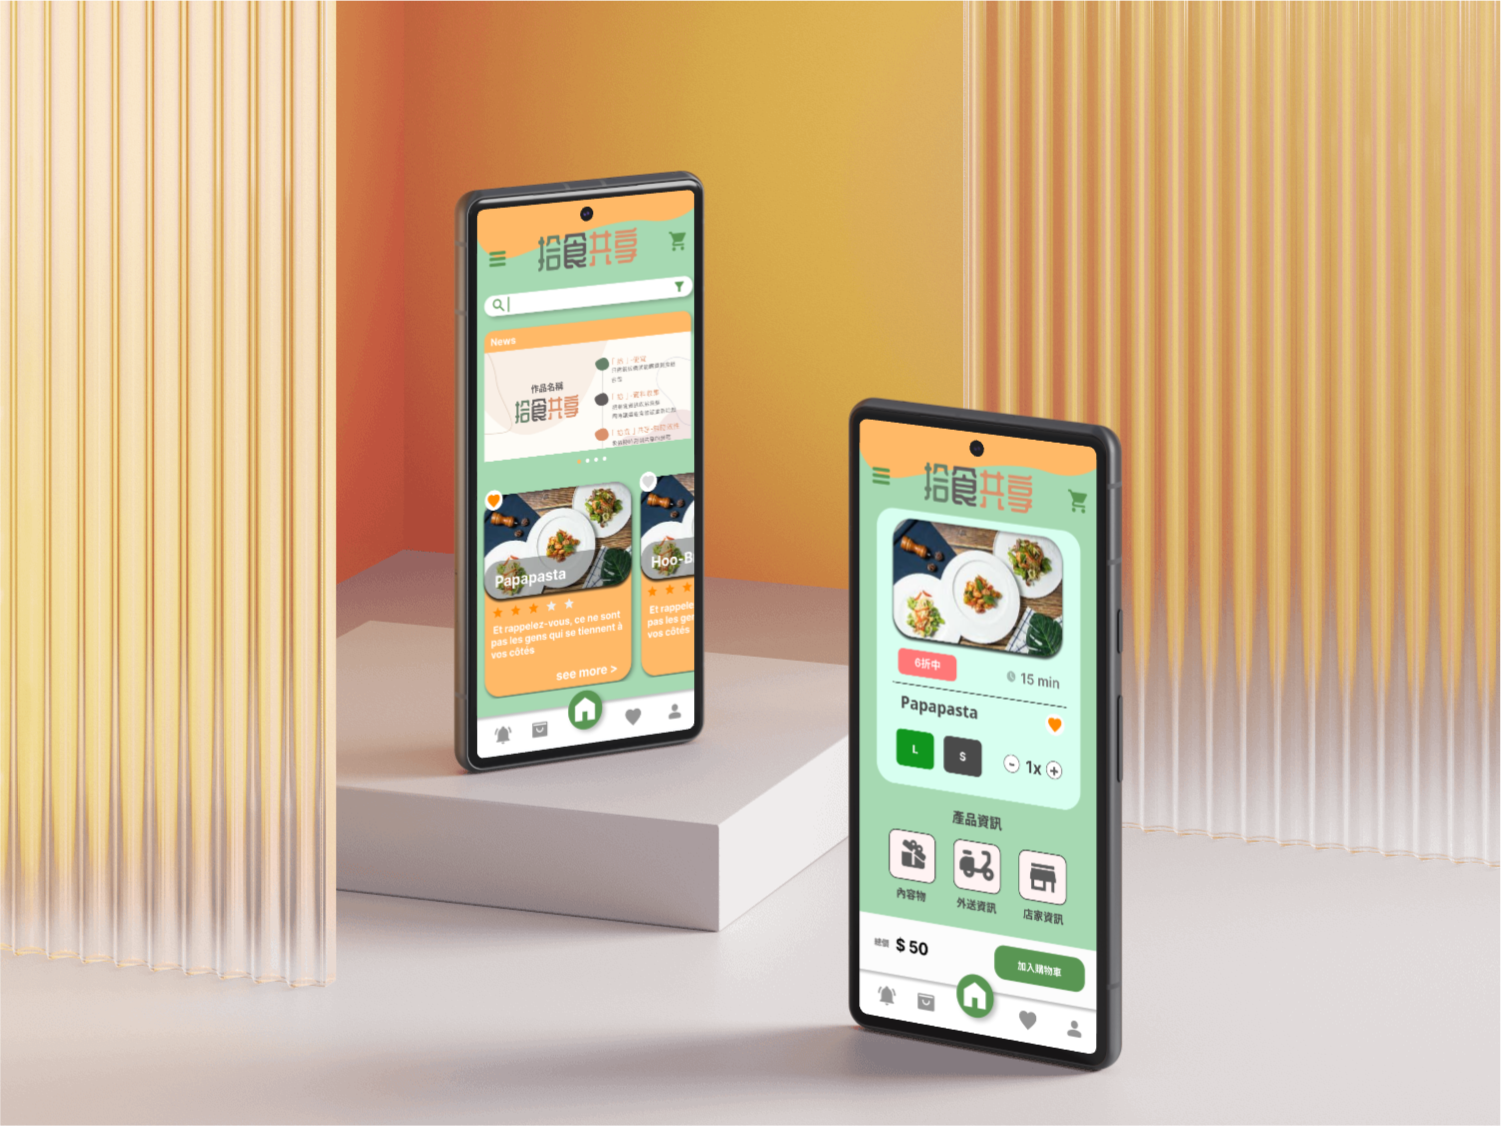 拾食共享
News
作品名稱
拾食共享
Papapasta
Et rappelez-vous, ce ne sont
pas les gens qui se tiennent à
vos côtés
see more >
Hoo-B
Et rappele
pas les gen
vos côtés
拾食共享
6折中
15 min
Papapasta
L
S
- 1x +
產品資訊
內容物
外送資訊
店家資訊
總價 $ 50
加入購物車